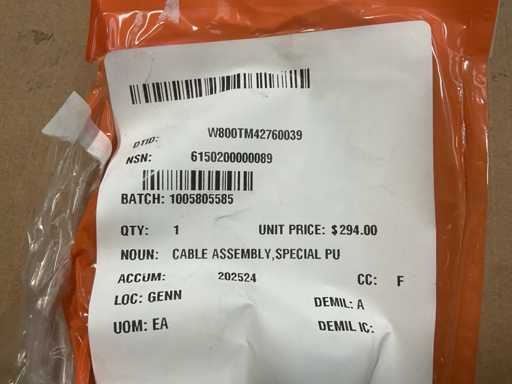 DTID: W800TM42760039
NSN: 6150200000089
BATCH: 1005805585
QTY: 1 UNIT PRICE: $294.00
NOUN: CABLE ASSEMBLY,SPECIAL PU
ACCUM: 202524 CC: F
LOC: GENN DEMIL: A
UOM: EA DEMIL IC: